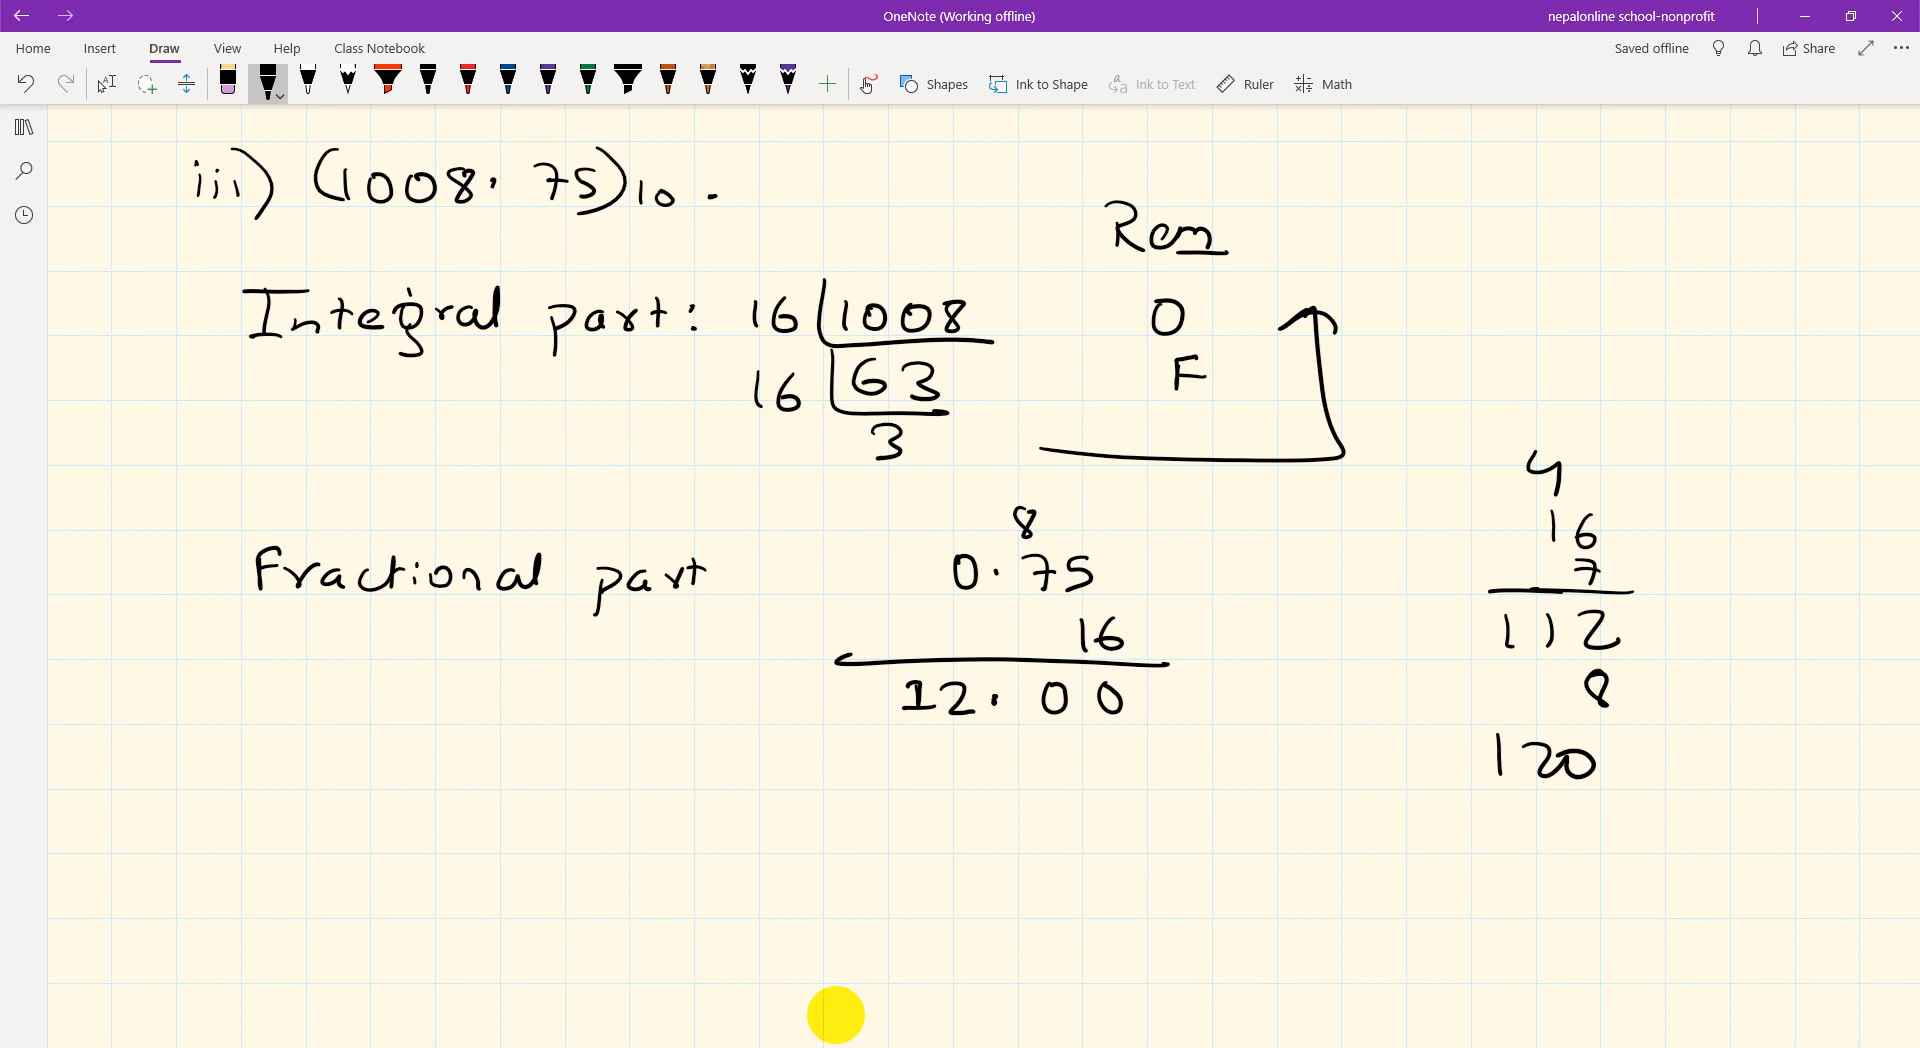 OneNote (Working offline)
nepalonline school-nonprofit
Home Insert Draw View Help Class Notebook
Saved offline Share
Shapes Ink to Shape Ink to Text Ruler Math
iii) (1008.75)10 .
Rem
Integral part: 16 1008 0
16 63 F
3
4
8
16
Fractional part 0.75
7
16
112
12.00
8
120